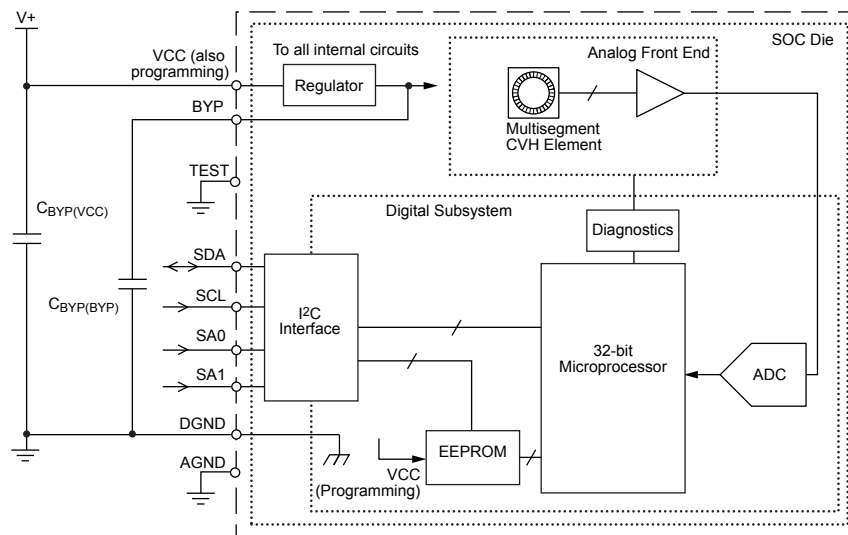 V+
VCC (also
programming)
To all internal circuits
Regulator
BYP
TEST
Analog Front End
SOC Die
Multisegment
CVH Element
CBYP(VCC)
CBYP(BYP)
Digital Subsystem
Diagnostics
SDA
SCL
SA0
SA1
I2C
Interface
32-bit
Microprocessor
ADC
DGND
AGND
EEPROM
VCC
(Programming)